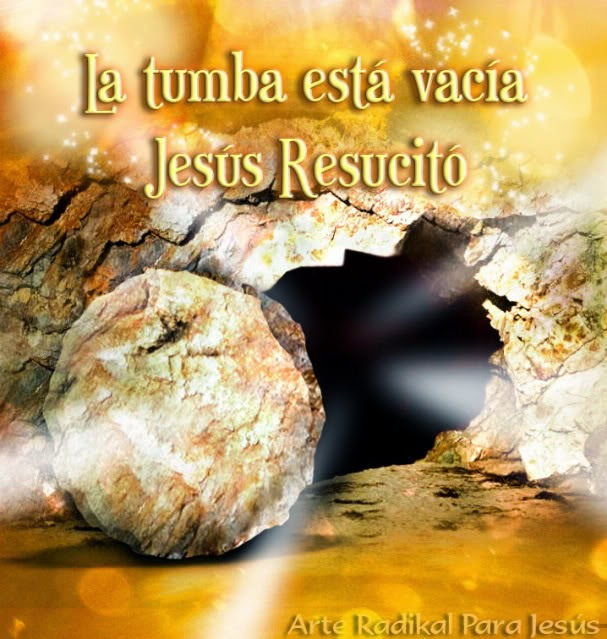 La tumba está vacía
Jesús Resucitó
Arte Radikal Para Jesús